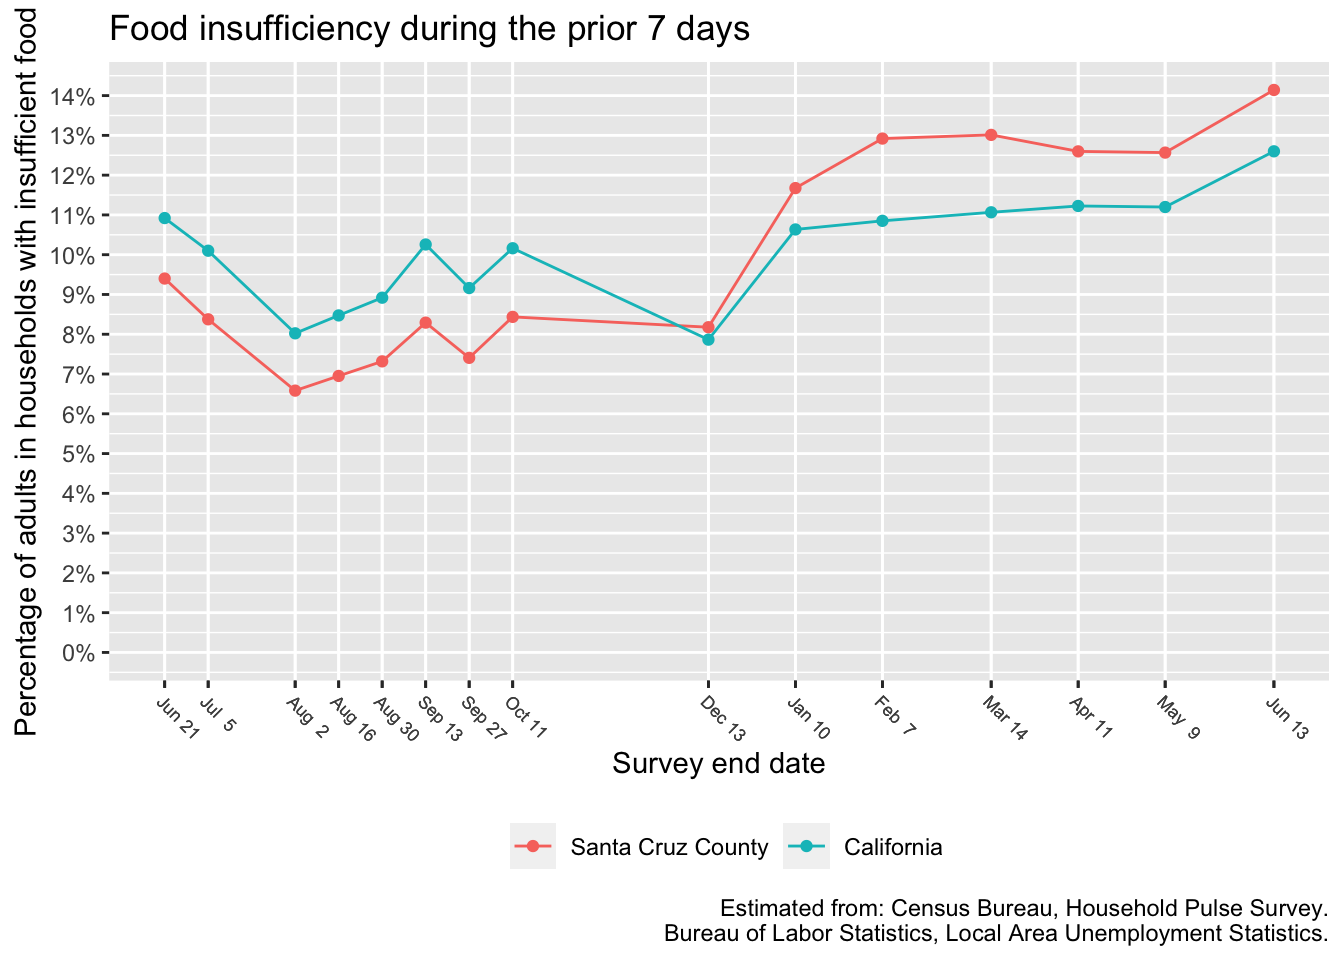 Food insufficiency during the prior 7 days
Percentage of adults in households with insufficient food
14%
13%
12%
11%
10%
9%
8%
7%
6%
5%
4%
3%
2%
1%
0%
Jun 21
Jul 5
Aug 2
Aug 16
Aug 30
Sep 13
Sep 27
Oct 11
Dec 13
Jan 10
Feb 7
Mar 14
Apr 11
May 9
Jun 13
Survey end date
Santa Cruz County
California
Estimated from: Census Bureau, Household Pulse Survey.
Bureau of Labor Statistics, Local Area Unemployment Statistics.